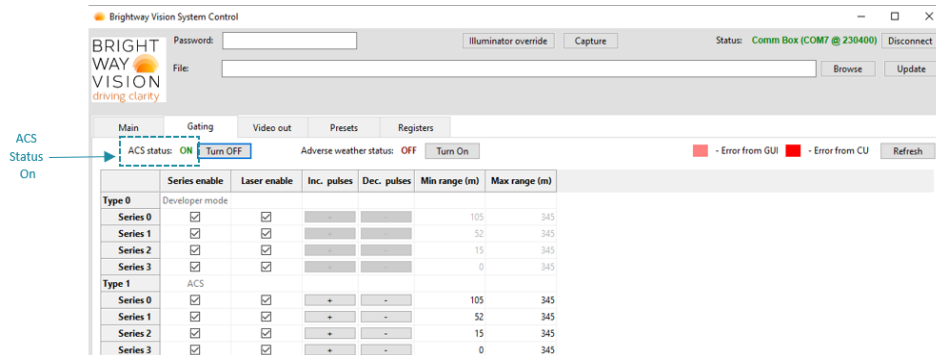 Brightway Vision System Control
BRIGHT
WAY
VISION
driving clarity
Password: Illuminator override Capture Status: Comm Box (COM7 @ 230400) Disconnect
File: Browse Update
Main Gating Video out Presets Registers
ACS
Status
On
ACS status: ON Turn OFF Adverse weather status: OFF Turn On - Error from GUI - Error from CU Refresh
Series enable Laser enable Inc. pulses Dec. pulses Min range (m) Max range (m)
Type 0 Developer mode
Series 0 - - 105 345
Series 1 - - 52 345
Series 2 - - 15 345
Series 3 - - 0 345
Type 1 ACS
Series 0 + - 105 345
Series 1 + - 52 345
Series 2 + - 15 345
Series 3 + - 0 345